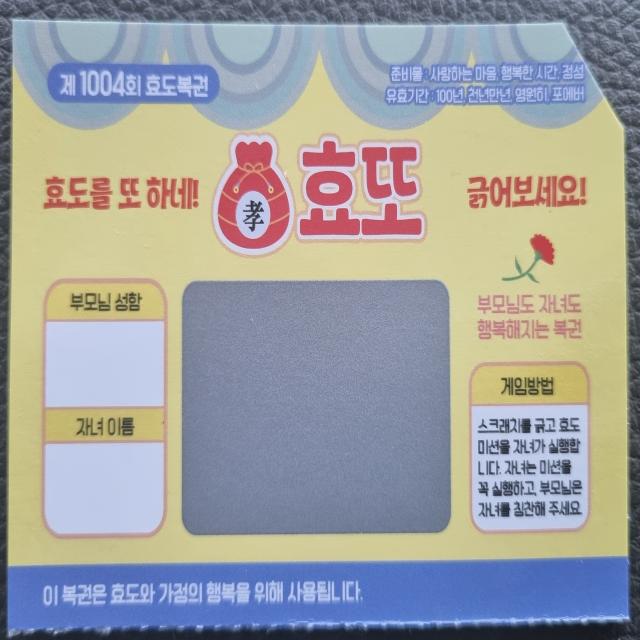 제 1004회 효도복권
준비물 : 사랑하는 마음, 행복한 시간, 정성
유효기간 : 100년, 천년만년, 영원히, 포에버
효도를 또 하네!
孝
효또
긁어보세요!
부모님도 자녀도
행복해지는 복권
부모님 성함
자녀 이름
게임방법
스크래치를 긁고 효도
미션을 자녀가 실행합
니다. 자녀는 미션을
꼭 실행하고, 부모님은
자녀를 칭찬해 주세요.
이 복권은 효도와 가정의 행복을 위해 사용됩니다.